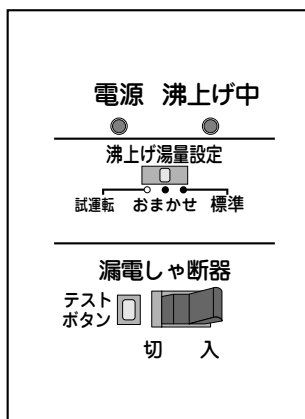 電源 沸上げ中
沸上げ湯量設定
試運転 おまかせ 標準
漏電しゃ断器
テスト
ボタン
切 入